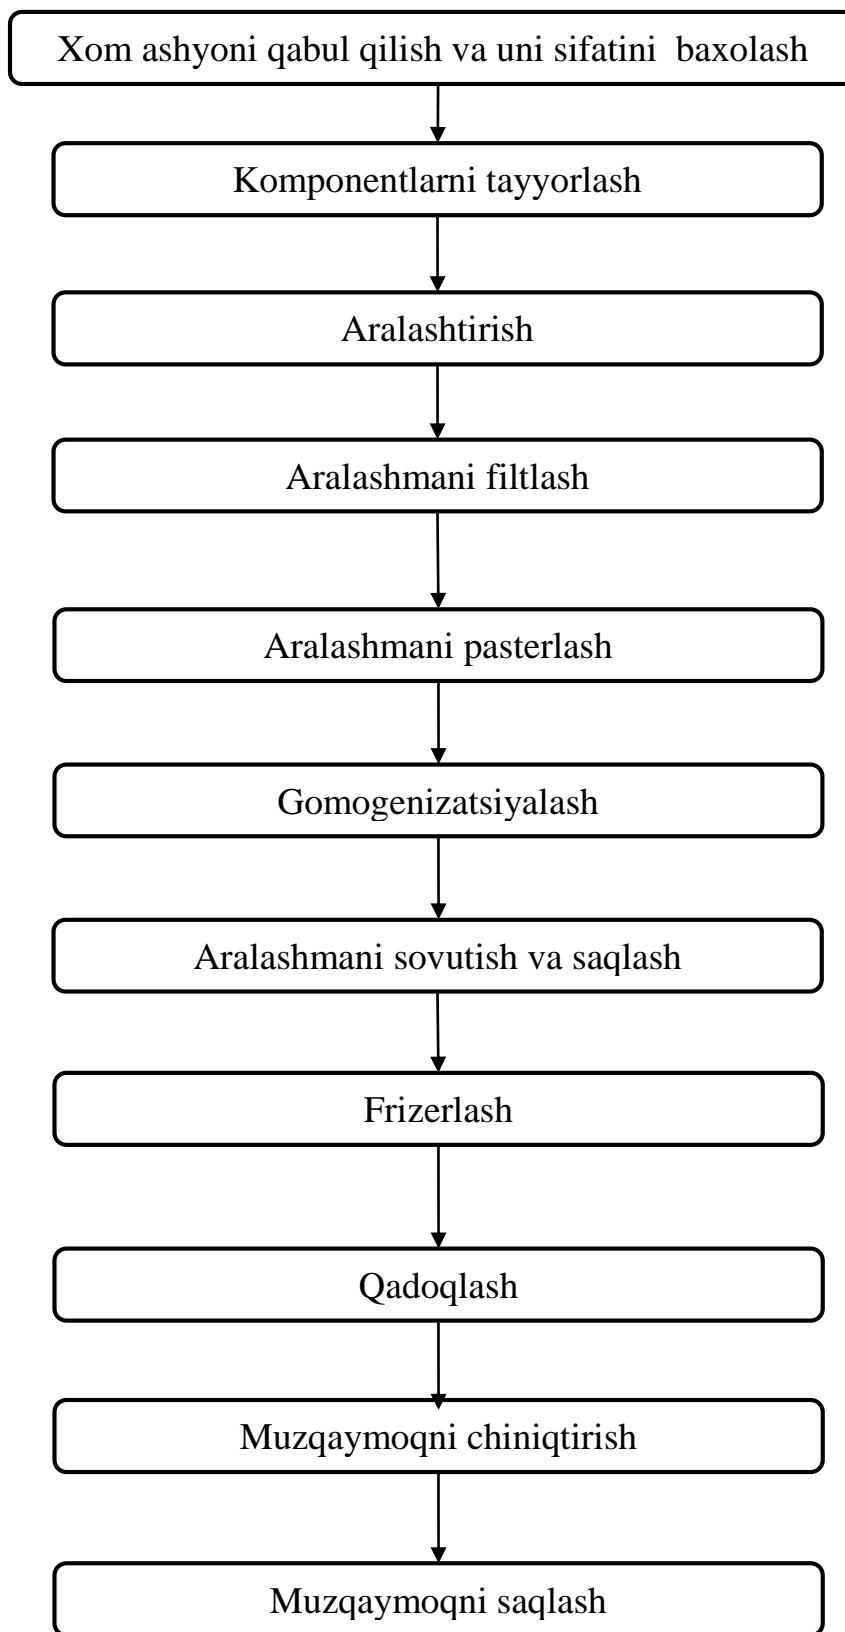 Xom ashyoni qabul qilish va uni sifatini  baxolash
Komponentlarni tayyorlash
Aralashtirish
Aralashmani filtlash
Aralashmani pasterlash
Gomogenizatsiyalash
Aralashmani sovutish va saqlash
Frizerlash
Qadoqlash
Muzqaymoqni chiniqtirish
Muzqaymoqni saqlash